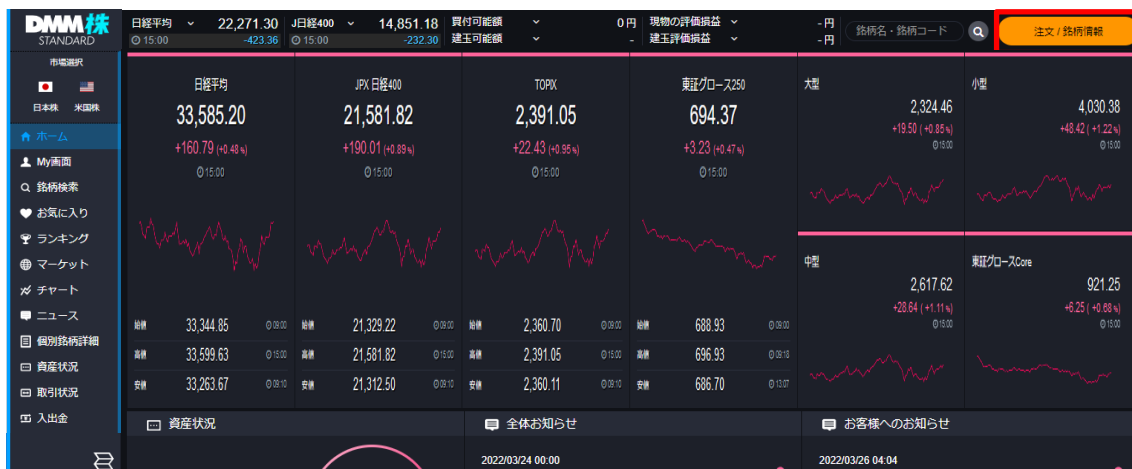 DMM株
STANDARD
日経平均 22,271.30 J日経400 14,851.18 買付可能額 0円 現物の評価損益 -円
15:00 -423.36 15:00 -232.30 建玉可能額 - 建玉評価損益 -円
銘柄名・銘柄コード
注文 / 銘柄情報
市場選択
日本株 米国株
ホーム
My画面
銘柄検索
お気に入り
ランキング
マーケット
チャート
ニュース
個別銘柄詳細
資産状況
取引状況
入出金
日経平均
33,585.20
+160.79 (+0.48 %)
15:00
始値 33,344.85 09:00
高値 33,599.63 15:00
安値 33,263.67 09:10
JPX 日経400
21,581.82
+190.01 (+0.89 %)
15:00
始値 21,329.22 09:00
高値 21,581.82 15:00
安値 21,312.50 09:10
TOPIX
2,391.05
+22.43 (+0.95 %)
15:00
始値 2,360.70 09:00
高値 2,391.05 15:00
安値 2,360.11 09:10
東証グロース250
694.37
+3.23 (+0.47 %)
15:00
始値 688.93 09:00
高値 696.93 09:18
安値 686.70 13:07
大型
2,324.46
+19.50 ( +0.85 %)
15:00
小型
4,030.38
+48.42 ( +1.22 %)
15:00
中型
2,617.62
+28.64 ( +1.11 %)
15:00
東証グロースCore
921.25
+6.25 ( +0.68 %)
15:00
資産状況
全体お知らせ
2022/03/24 00:00
お客様へのお知らせ
2022/03/26 04:04